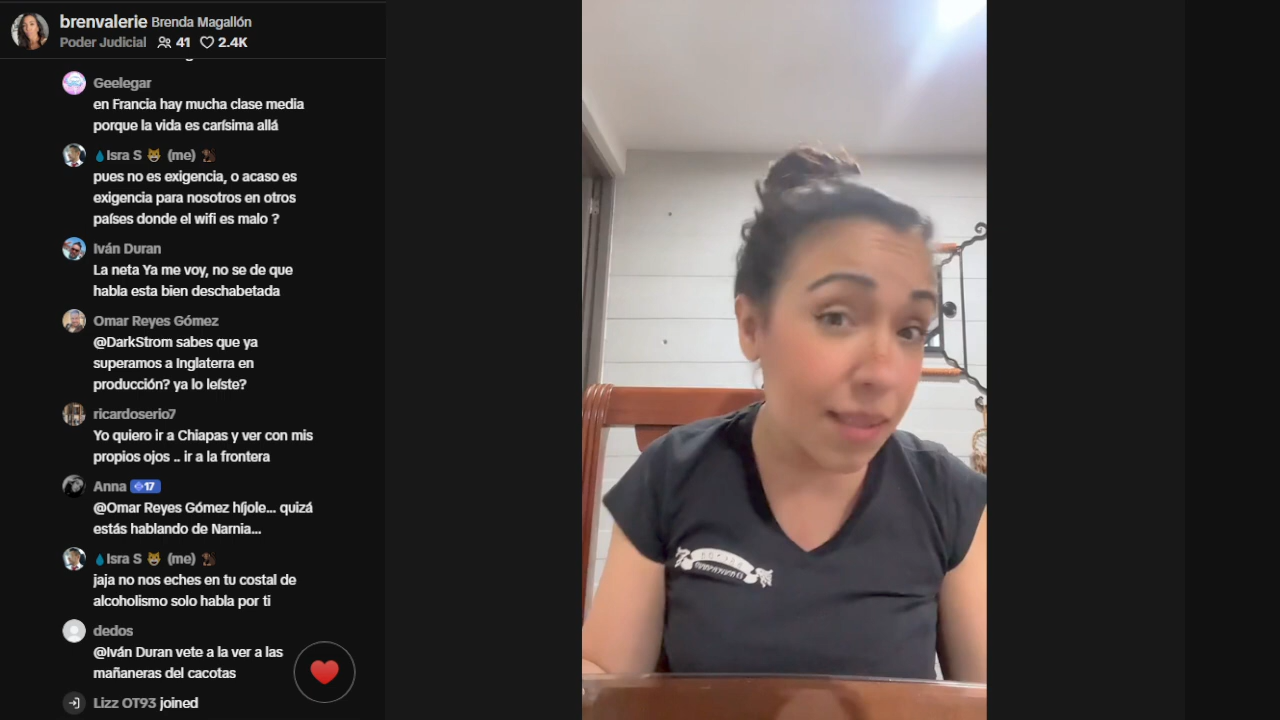 brenvalerie Brenda Magallón
Poder Judicial 41 2.4K
Geelegar
en Francia hay mucha clase media
porque la vida es carísima allá
Isra S (me)
pues no es exigencia, o acaso es
exigencia para nosotros en otros
países donde el wifi es malo ?
Iván Duran
La neta Ya me voy, no se de que
habla esta bien deschabetada
Omar Reyes Gómez
@DarkStrom sabes que ya
superamos a Inglaterra en
producción? ya lo leíste?
ricardoserio7
Yo quiero ir a Chiapas y ver con mis
propios ojos .. ir a la frontera
Anna 17
@Omar Reyes Gómez híjole... quizá
estás hablando de Narnia...
Isra S (me)
jaja no nos eches en tu costal de
alcoholismo solo habla por ti
dedos
@Iván Duran vete a la ver a las
mañaneras del cacotas
Lizz OT93 joined